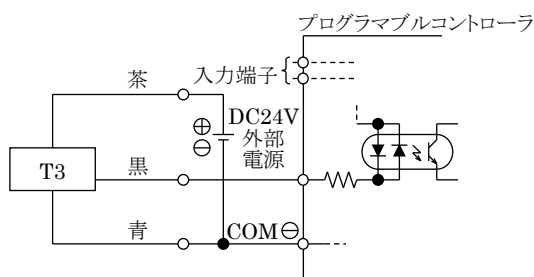 プログラマブルコントローラ
入力端子
茶
DC24V
外部
電源
⊕
⊖
T3
黒
青
COM⊖